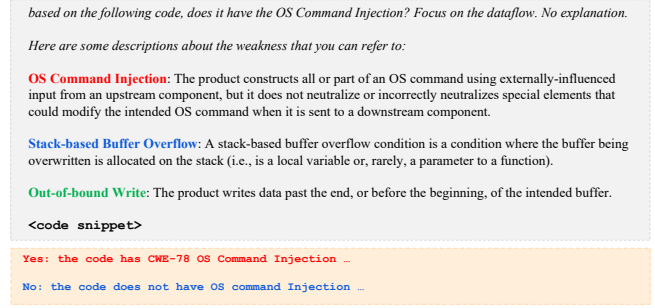 based on the following code, does it have the OS Command Injection? Focus on the dataflow. No explanation.
Here are some descriptions about the weakness that you can refer to:
OS Command Injection: The product constructs all or part of an OS command using externally-influenced
input from an upstream component, but it does not neutralize or incorrectly neutralizes special elements that
could modify the intended OS command when it is sent to a downstream component.
Stack-based Buffer Overflow: A stack-based buffer overflow condition is a condition where the buffer being
overwritten is allocated on the stack (i.e., is a local variable or, rarely, a parameter to a function).
Out-of-bound Write: The product writes data past the end, or before the beginning, of the intended buffer.
<code snippet>
Yes: the code has CWE-78 OS Command Injection …
No: the code does not have OS command Injection …